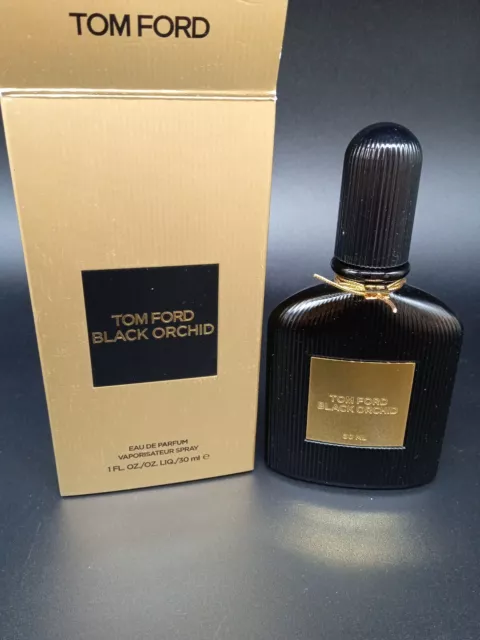 TOM FORD
TOM FORD
BLACK ORCHID
EAU DE PARFUM
VAPORISATEUR SPRAY
1 FL. OZ./OZ. LIQ./30 ml ℮
TOM FORD
BLACK ORCHID
30 ML